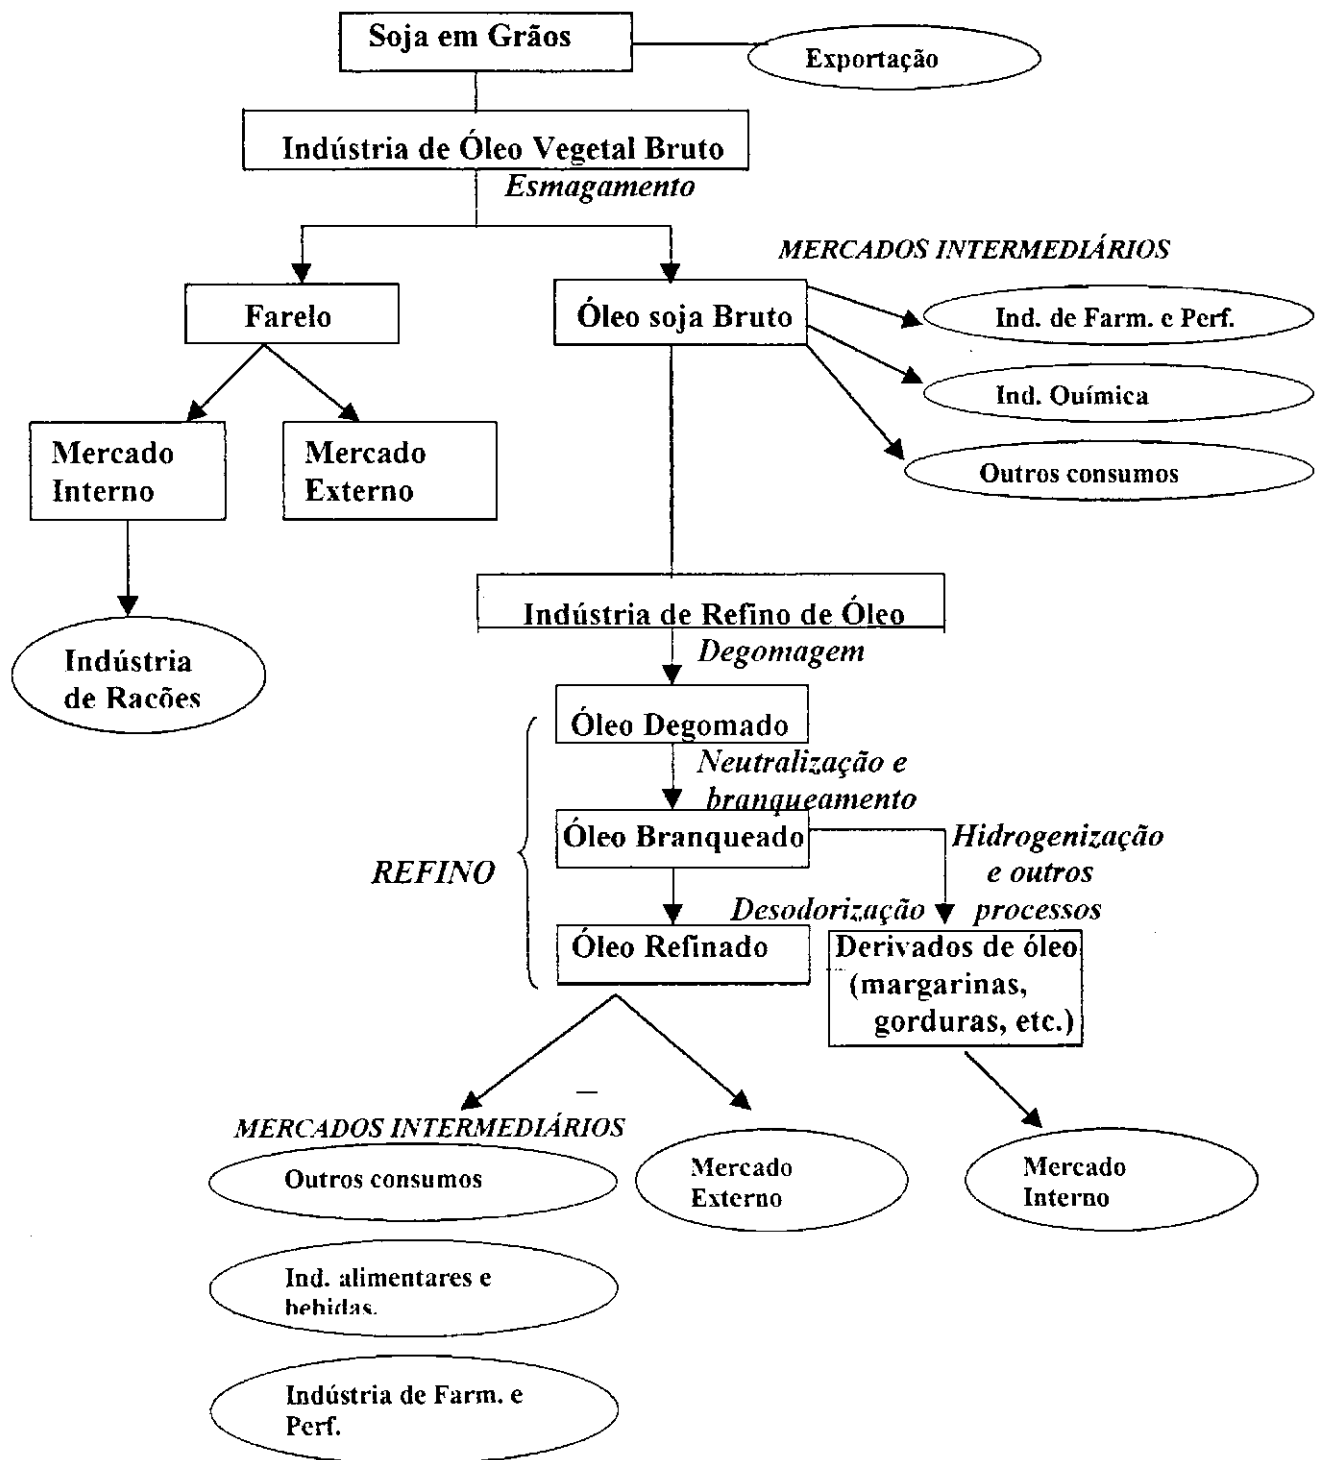 Soja em Grãos
Exportação
Indústria de Óleo Vegetal Bruto
Esmagamento
MERCADOS INTERMEDIÁRIOS
Farelo
Óleo soja Bruto
Ind. de Farm. e Perf.
Ind. Química
Outros consumos
Mercado
Interno
Mercado
Externo
Indústria de Refino de Óleo
Degomagem
Indústria
de Racões
Óleo Degomado
Neutralização e
branqueamento
Óleo Branqueado
Hidrogenização
e outros
processos
REFINO
Desodorização
Óleo Refinado
Derivados de óleo
(margarinas,
gorduras, etc.)
MERCADOS INTERMEDIÁRIOS
Outros consumos
Mercado
Externo
Mercado
Interno
Ind. alimentares e
bebidas.
Indústria de Farm. e
Perf.